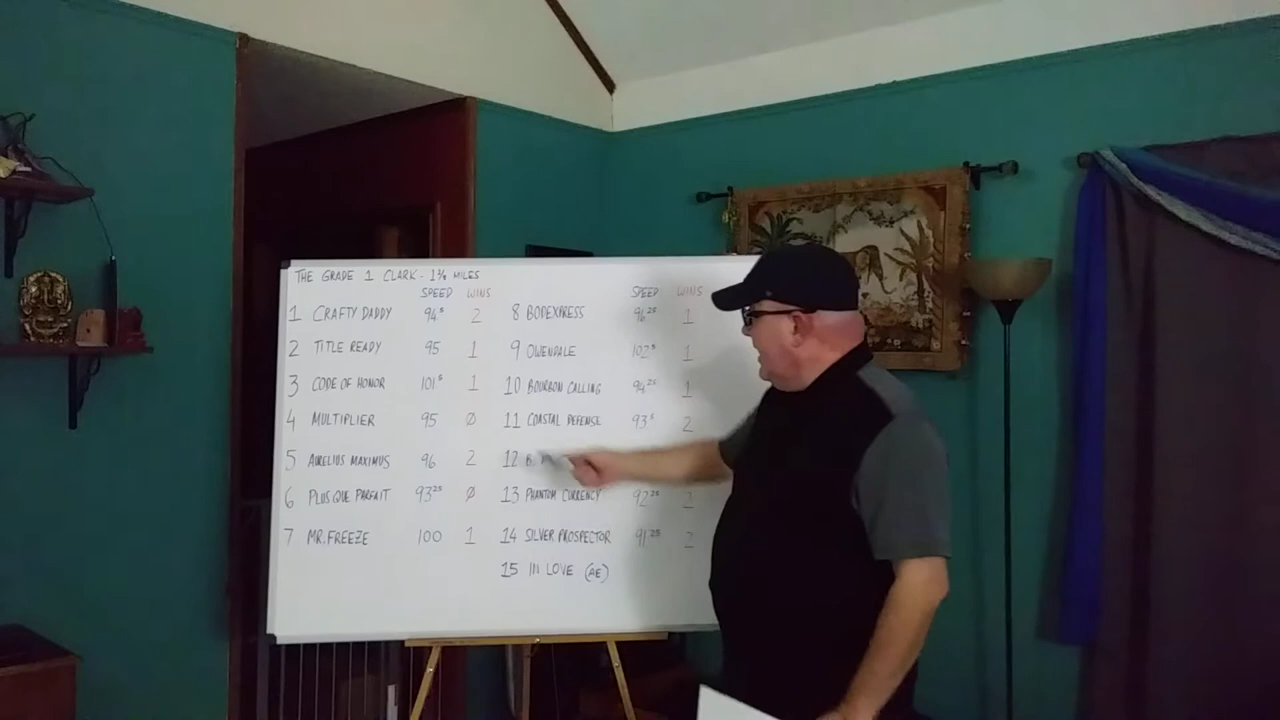 THE GRADE 1 CLARK - 1 1/8 MILES
SPEED WINS
1 CRAFTY DADDY 94⁵ 2
2 TITLE READY 95 1
3 CODE OF HONOR 101⁵ 1
4 MULTIPLIER 95 Ø
5 AURELIUS MAXIMUS 96 2
6 PLUS QUE PARFAIT 93²⁵ Ø
7 MR. FREEZE 100 1
SPEED WINS
8 BODEXPRESS 96²⁵ 1
9 OWENDALE 102⁵ 1
10 BOURBON CALLING 94²⁵ 1
11 COASTAL DEFENSE 93⁵ 2
12
13 PHANTOM CURRENCY 92²⁵
14 SILVER PROSPECTOR 91²⁵ 2
15 IN LOVE (AE)